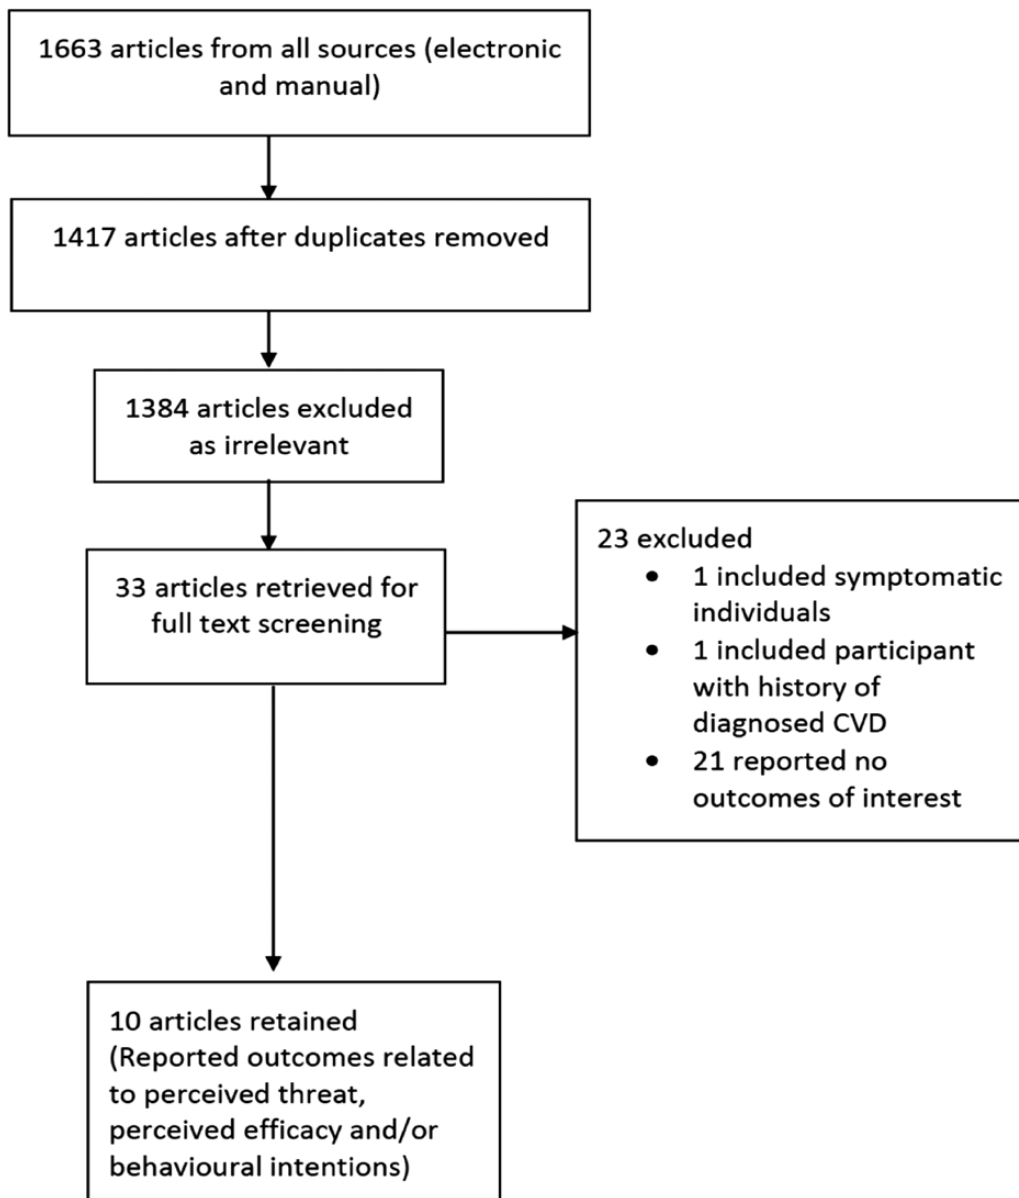 1663 articles from all sources (electronic
and manual)
1417 articles after duplicates removed
1384 articles excluded
as irrelevant
33 articles retrieved for
full text screening
23 excluded
• 1 included symptomatic
individuals
• 1 included participant
with history of
diagnosed CVD
• 21 reported no
outcomes of interest
10 articles retained
(Reported outcomes related
to perceived threat,
perceived efficacy and/or
behavioural intentions)